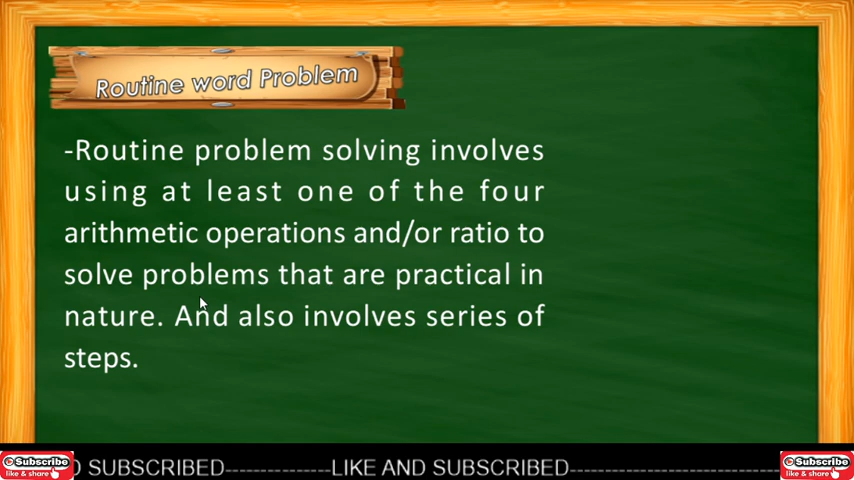 Routine word Problem
-Routine problem solving involves
using at least one of the four
arithmetic operations and/or ratio to
solve problems that are practical in
nature. And also involves series of
steps.
Subscribe
like & share
D SUBSCRIBED--------------LIKE AND SUBSCRIBED----------------------------
Subscribe
like & share